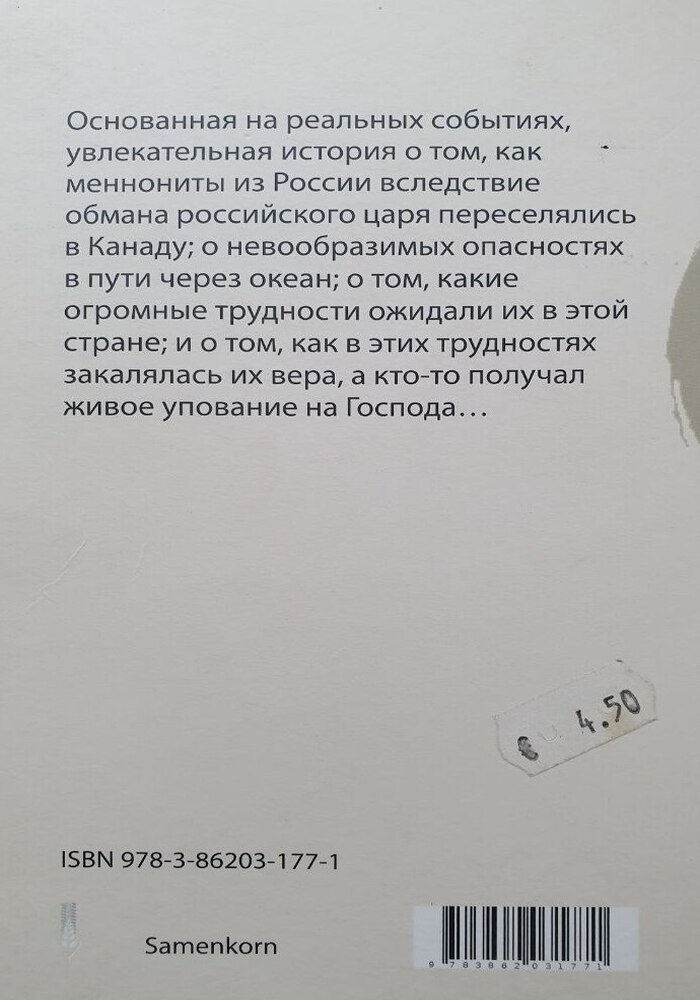 Основанная на реальных событиях,
увлекательная история о том, как
меннониты из России вследствие
обмана российского царя переселялись
в Канаду; о невообразимых опасностях
в пути через океан; о том, какие
огромные трудности ожидали их в этой
стране; и о том, как в этих трудностях
закалялась их вера, а кто-то получал
живое упование на Господа...
€ 4.50
ISBN 978-3-86203-177-1
Samenkorn
9 783862 031771